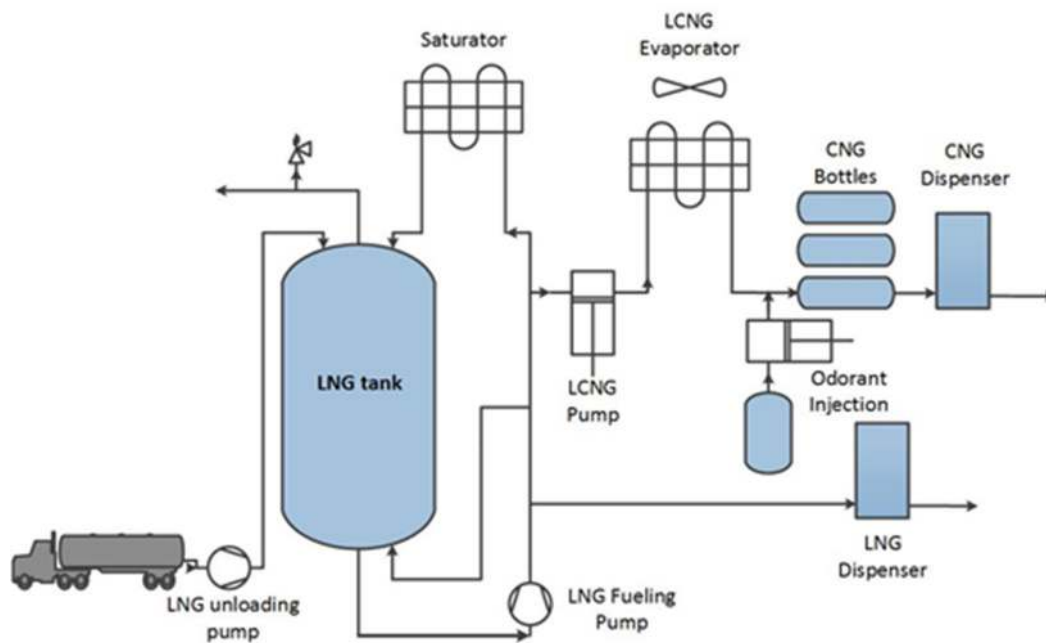 Saturator
LCNG
Evaporator
CNG
Bottles
CNG
Dispenser
LNG tank
LCNG
Pump
Odorant
Injection
LNG unloading
pump
LNG Fueling
Pump
LNG
Dispenser